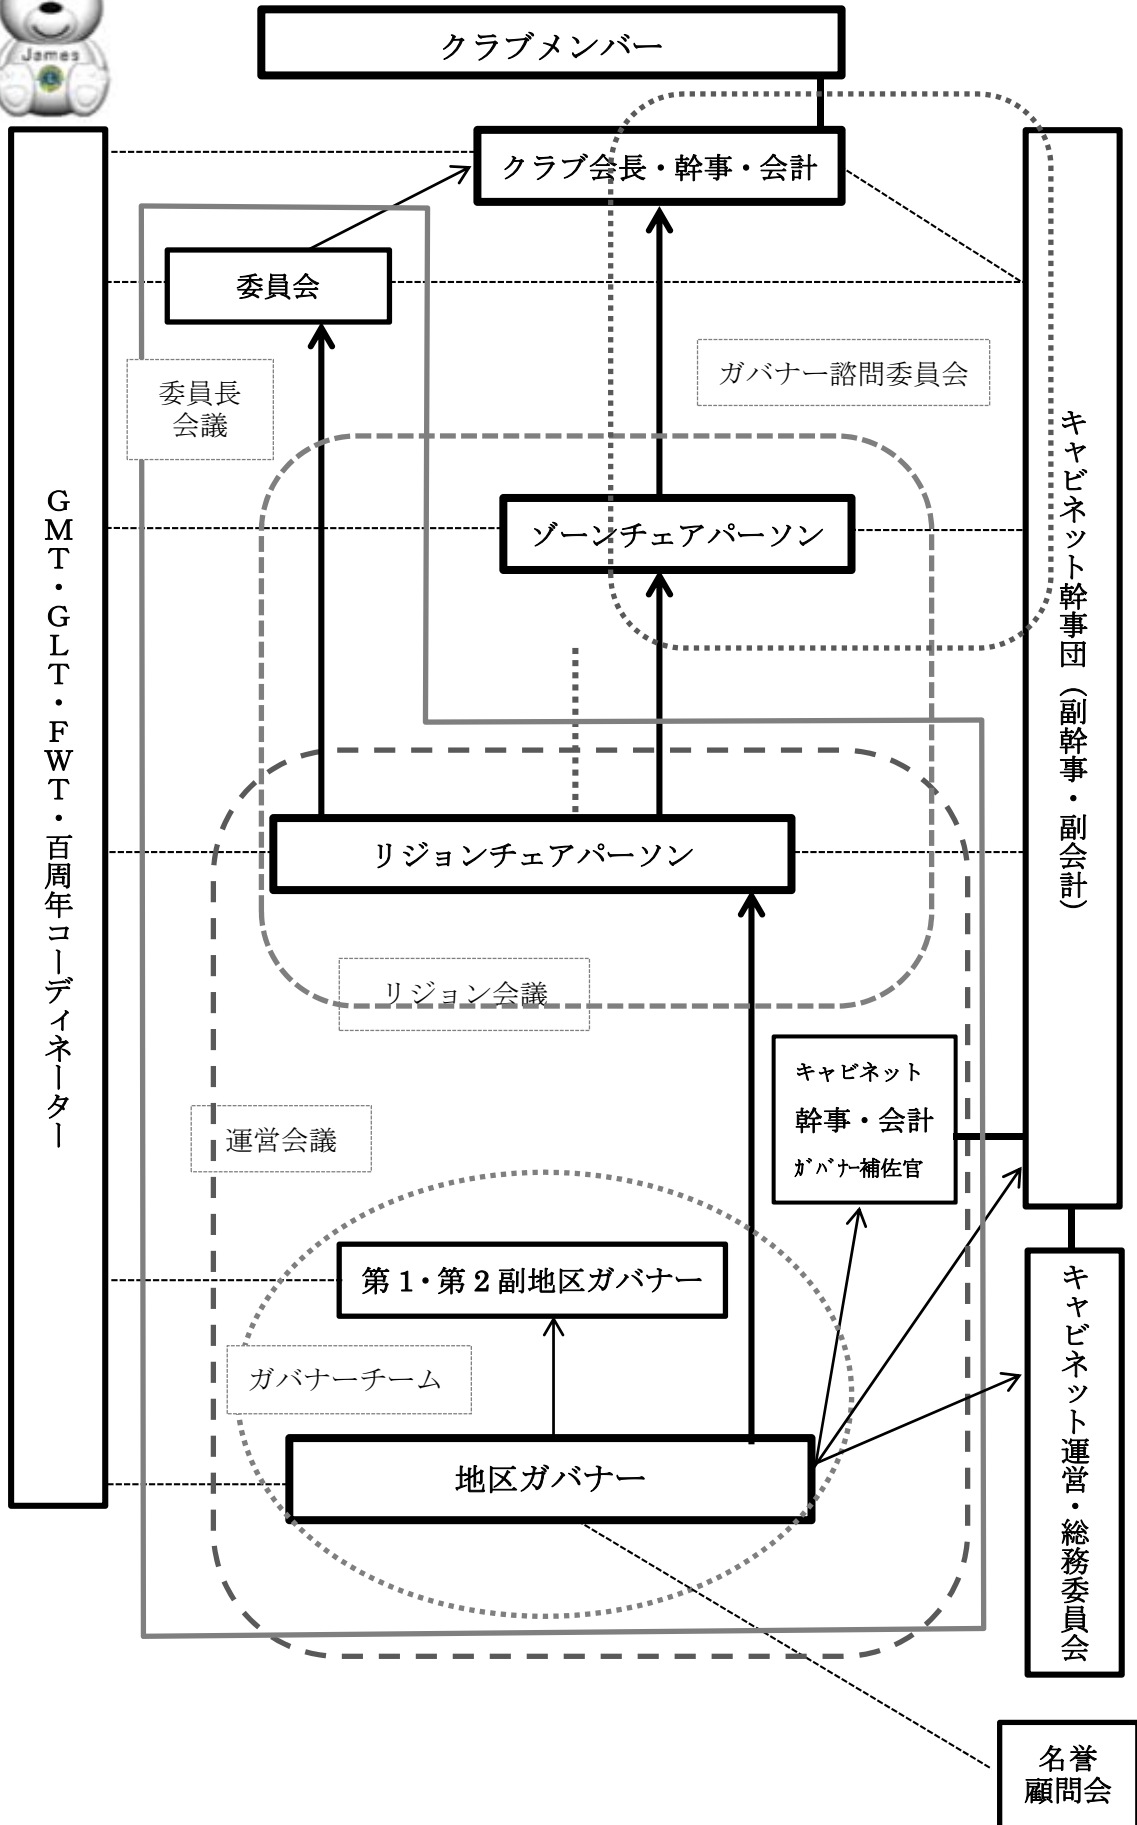 James
クラブメンバー
クラブ会長・幹事・会計
委員会
ガバナー諮問委員会
委員長
会議
ゾーンチェアパーソン
GMT・GLT・FWT・百周年コーディネーター
キャビネット幹事団（副幹事・副会計）
リジョンチェアパーソン
リジョン会議
キャビネット
幹事・会計
ガバナー補佐官
運営会議
第1・第2副地区ガバナー
ガバナーチーム
地区ガバナー
キャビネット運営・総務委員会
名誉
顧問会